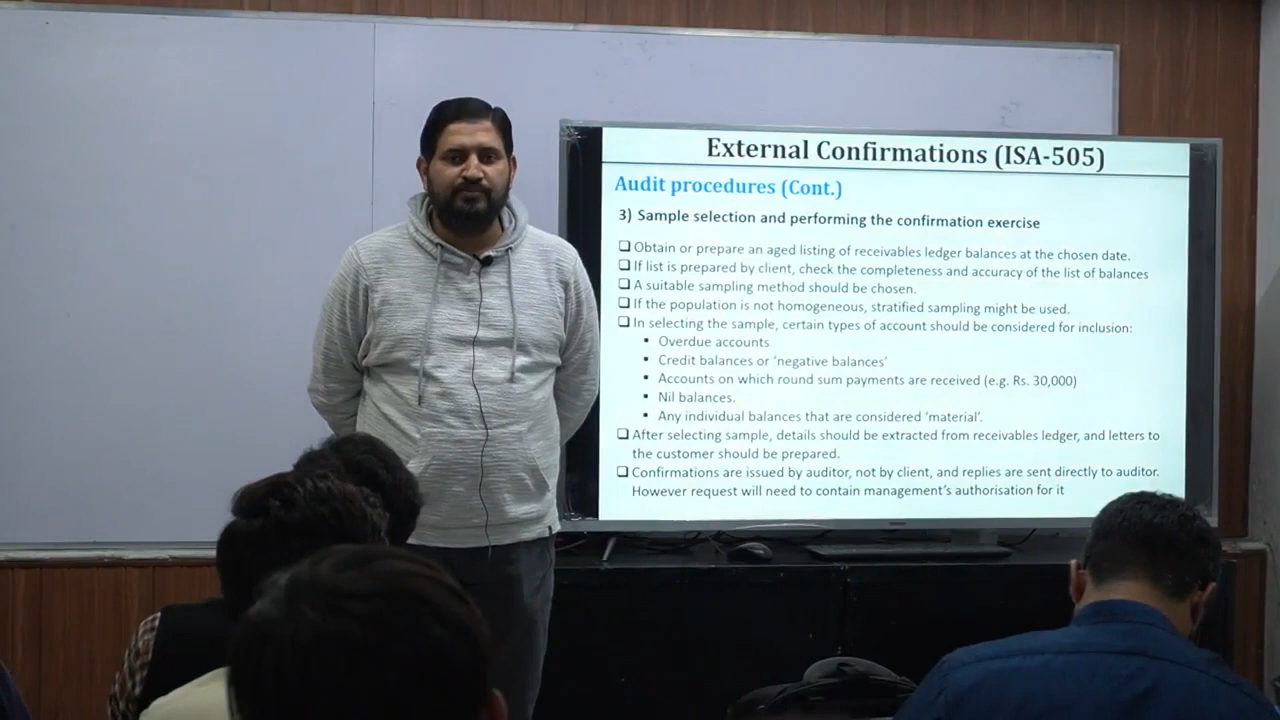 External Confirmations (ISA-505)
Audit procedures (Cont.)
3) Sample selection and performing the confirmation exercise
❑ Obtain or prepare an aged listing of receivables ledger balances at the chosen date.
❑ If list is prepared by client, check the completeness and accuracy of the list of balances
❑ A suitable sampling method should be chosen.
❑ If the population is not homogeneous, stratified sampling might be used.
❑ In selecting the sample, certain types of account should be considered for inclusion:
▪ Overdue accounts
▪ Credit balances or ‘negative balances’
▪ Accounts on which round sum payments are received (e.g. Rs. 30,000)
▪ Nil balances.
▪ Any individual balances that are considered ‘material’.
❑ After selecting sample, details should be extracted from receivables ledger, and letters to
the customer should be prepared.
❑ Confirmations are issued by auditor, not by client, and replies are sent directly to auditor.
However request will need to contain management’s authorisation for it